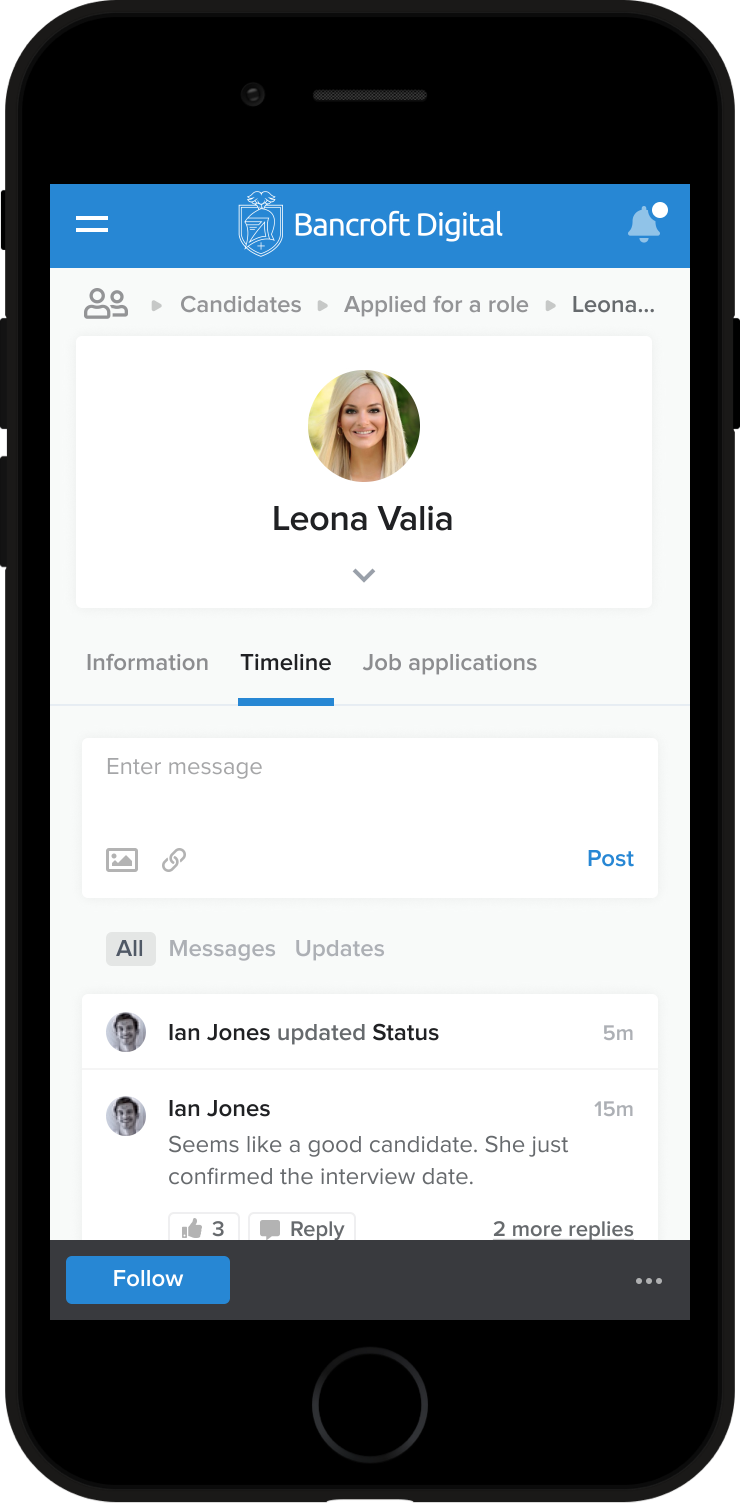 Bancroft Digital
Candidates Applied for a role Leona...
Leona Valia
Information Timeline Job applications
Enter message
Post
All Messages Updates
Ian Jones updated Status 5m
Ian Jones 15m
Seems like a good candidate. She just
confirmed the interview date.
3 Reply 2 more replies
Follow